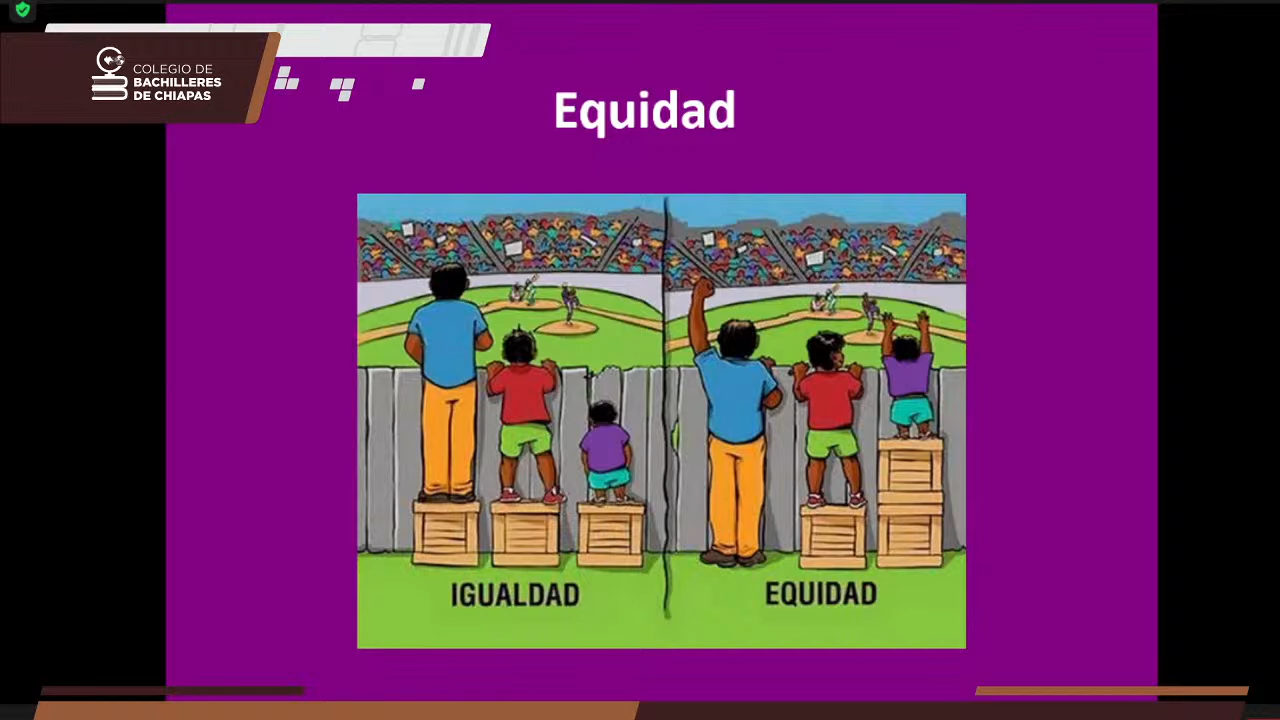 COLEGIO DE
BACHILLERES
DE CHIAPAS
Equidad
IGUALDAD
EQUIDAD